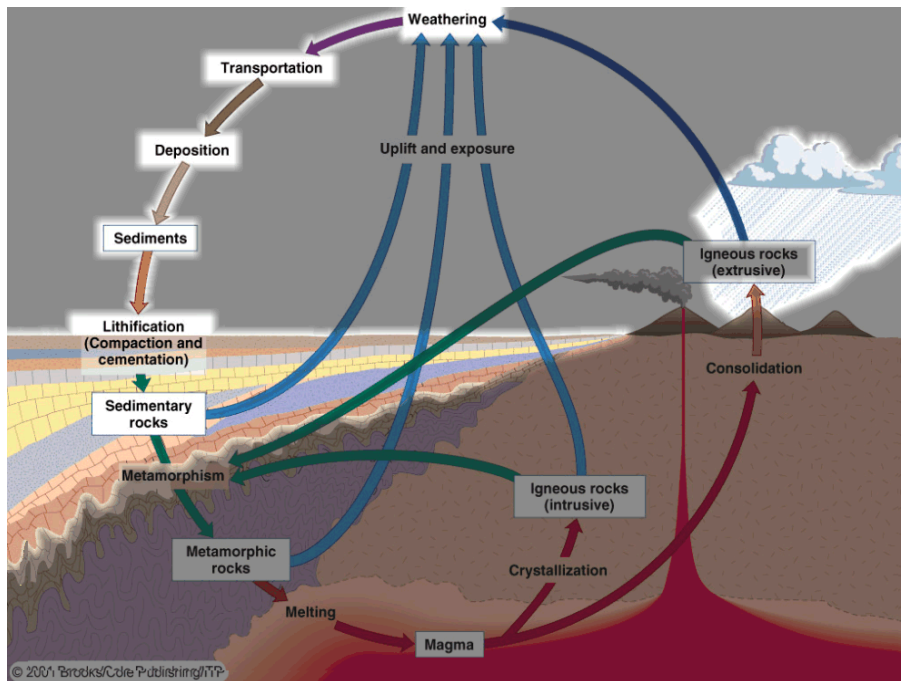 Weathering
Transportation
Deposition
Uplift and exposure
Sediments
Igneous rocks
(extrusive)
Lithification
(Compaction and
cementation)
Consolidation
Sedimentary
rocks
Metamorphism
Igneous rocks
(intrusive)
Metamorphic
rocks
Crystallization
Melting
Magma
© 2001 Brooks/Cole Publishing/ITP